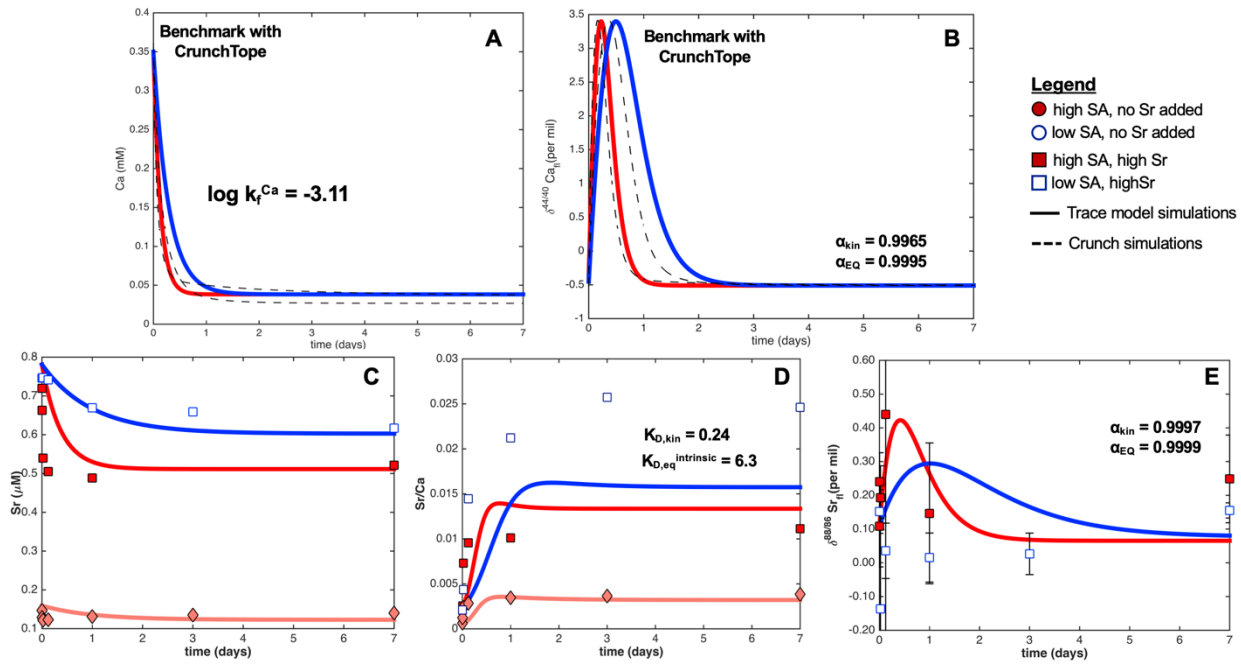 Benchmark with
CrunchTope
A
0.4
0.35
0.3
0.25
0.2
0.15
0.1
0.05
0
Ca (mM)
log kfCa = -3.11
0 1 2 3 4 5 6 7
time (days)
Benchmark with
CrunchTope
B
3.5
3
2.5
2
1.5
1
0.5
-0
-0.5
-1
δ44/40 Cafl(per mil)
αkin = 0.9965
αEQ = 0.9995
0 1 2 3 4 5 6 7
time (days)
Legend
high SA, no Sr added
low SA, no Sr added
high SA, high Sr
low SA, highSr
Trace model simulations
Crunch simulations
C
0.8
0.7
0.6
0.5
0.4
0.3
0.2
0.1
Sr (μM)
0 1 2 3 4 5 6 7
time (days)
D
0.03
0.025
0.02
0.015
0.01
0.005
0
Sr/Ca
KD,kin = 0.24
KD,eqintrinsic = 6.3
0 1 2 3 4 5 6 7
time (days)
E
0.60
0.50
0.40
0.30
0.20
0.10
0.00
-0.10
-0.20
δ88/86 Srfl(per mil)
αkin = 0.9997
αEQ = 0.9999
0 1 2 3 4 5 6 7
time (days)